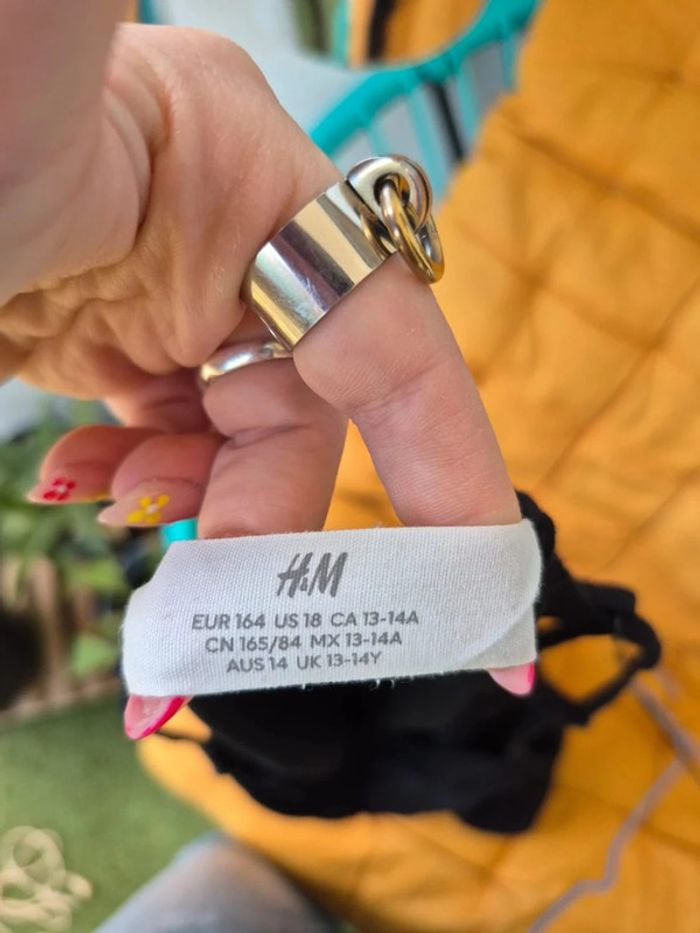 H&M
EUR 164 US 18 CA 13-14A
CN 165/84 MX 13-14A
AUS 14 UK 13-14Y